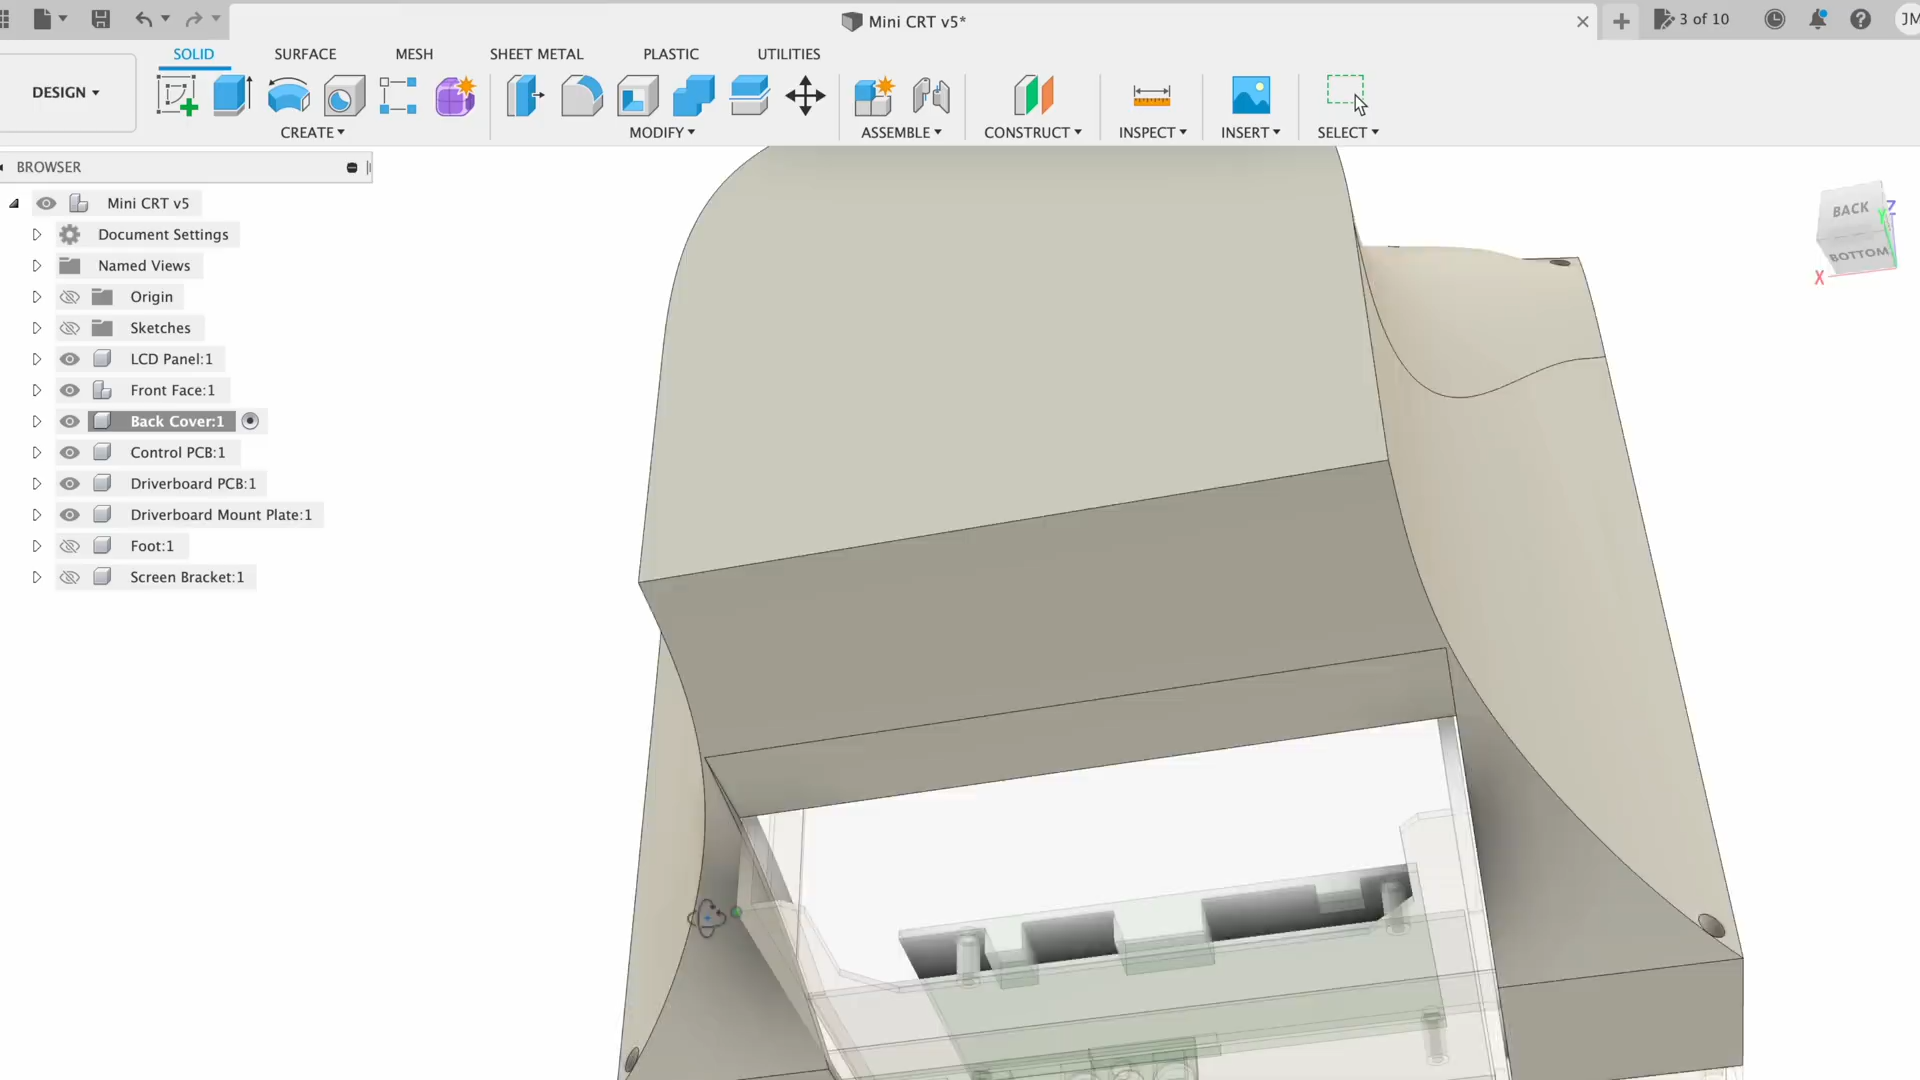 Mini CRT v5*
3 of 10
JM
SOLID
SURFACE
MESH
SHEET METAL
PLASTIC
UTILITIES
DESIGN
CREATE
MODIFY
ASSEMBLE
CONSTRUCT
INSPECT
INSERT
SELECT
BROWSER
Mini CRT v5
Document Settings
Named Views
Origin
Sketches
LCD Panel:1
Front Face:1
Back Cover:1
Control PCB:1
Driverboard PCB:1
Driverboard Mount Plate:1
Foot:1
Screen Bracket:1
BACK
Z
Y
BOTTOM
X